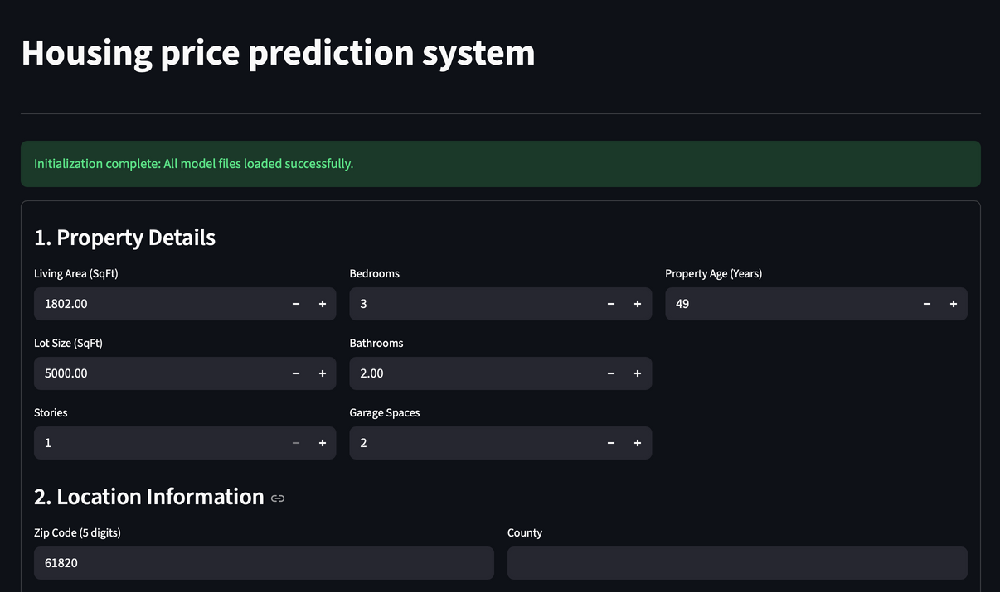 Housing price prediction system
Initialization complete: All model files loaded successfully.
1. Property Details
Living Area (SqFt)
Bedrooms
Property Age (Years)
1802.00 − +
3 − +
49 − +
Lot Size (SqFt)
Bathrooms
5000.00 − +
2.00 − +
Stories
Garage Spaces
1 − +
2 − +
2. Location Information
Zip Code (5 digits)
County
61820